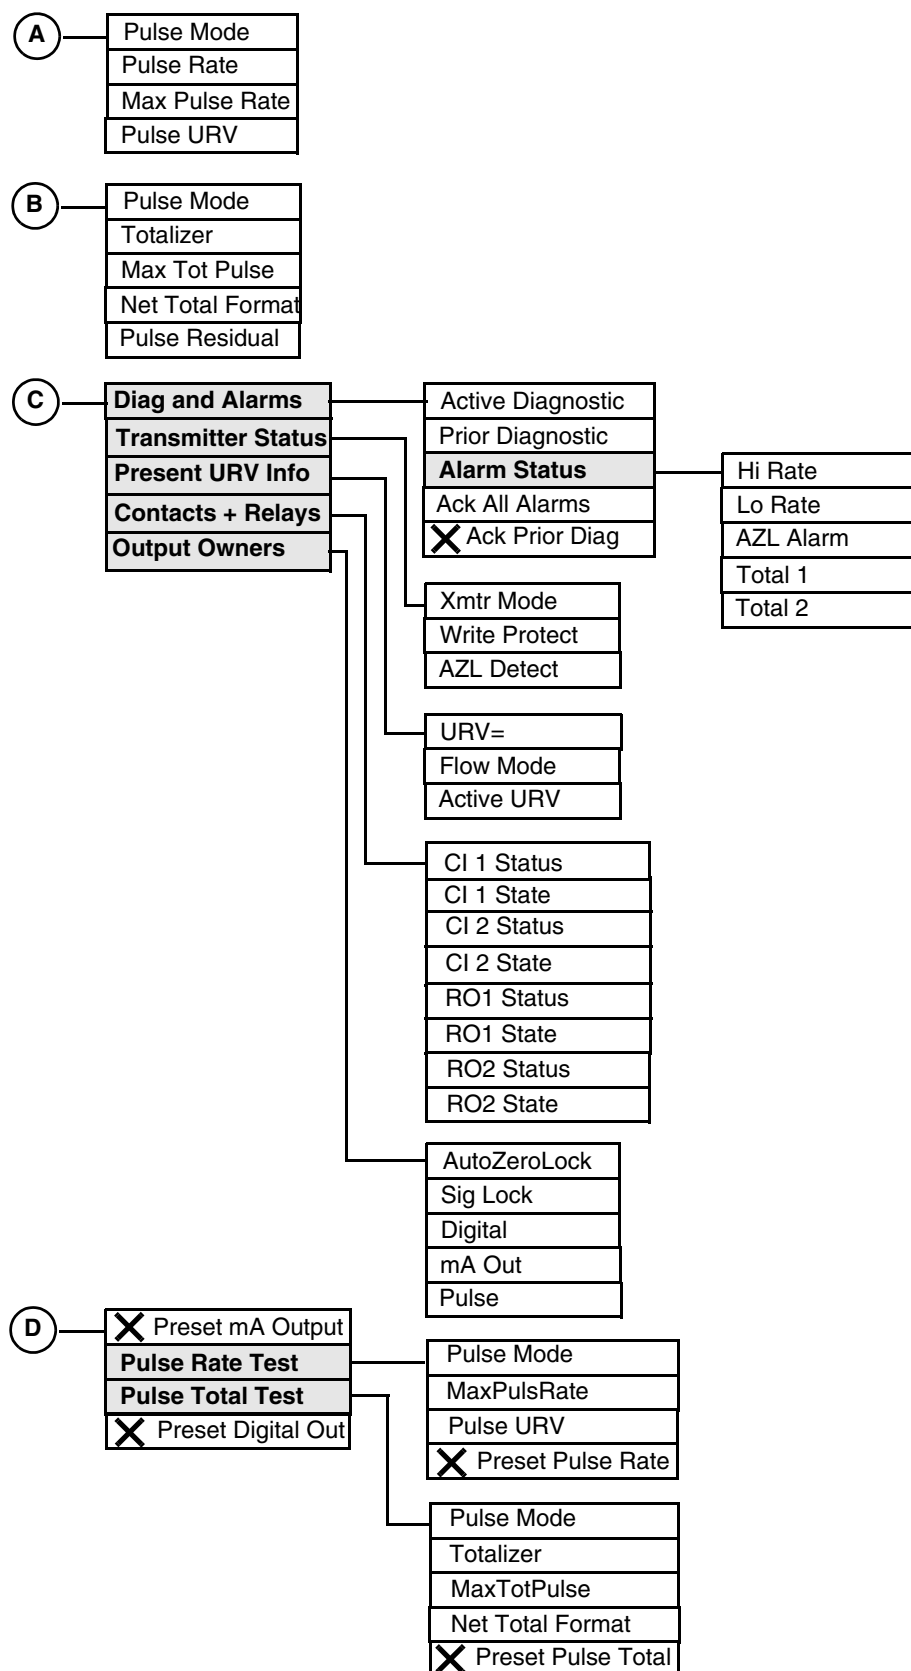 A
Pulse Mode
Pulse Rate
Max Pulse Rate
Pulse URV
B
Pulse Mode
Totalizer
Max Tot Pulse
Net Total Format
Pulse Residual
C
Diag and Alarms
Transmitter Status
Present URV Info
Contacts + Relays
Output Owners
Active Diagnostic
Prior Diagnostic
Alarm Status
Ack All Alarms
Ack Prior Diag
Hi Rate
Lo Rate
AZL Alarm
Total 1
Total 2
Xmtr Mode
Write Protect
AZL Detect
URV=
Flow Mode
Active URV
CI 1 Status
CI 1 State
CI 2 Status
CI 2 State
RO1 Status
RO1 State
RO2 Status
RO2 State
AutoZeroLock
Sig Lock
Digital
mA Out
Pulse
D
Preset mA Output
Pulse Rate Test
Pulse Total Test
Preset Digital Out
Pulse Mode
MaxPulsRate
Pulse URV
Preset Pulse Rate
Pulse Mode
Totalizer
MaxTotPulse
Net Total Format
Preset Pulse Total